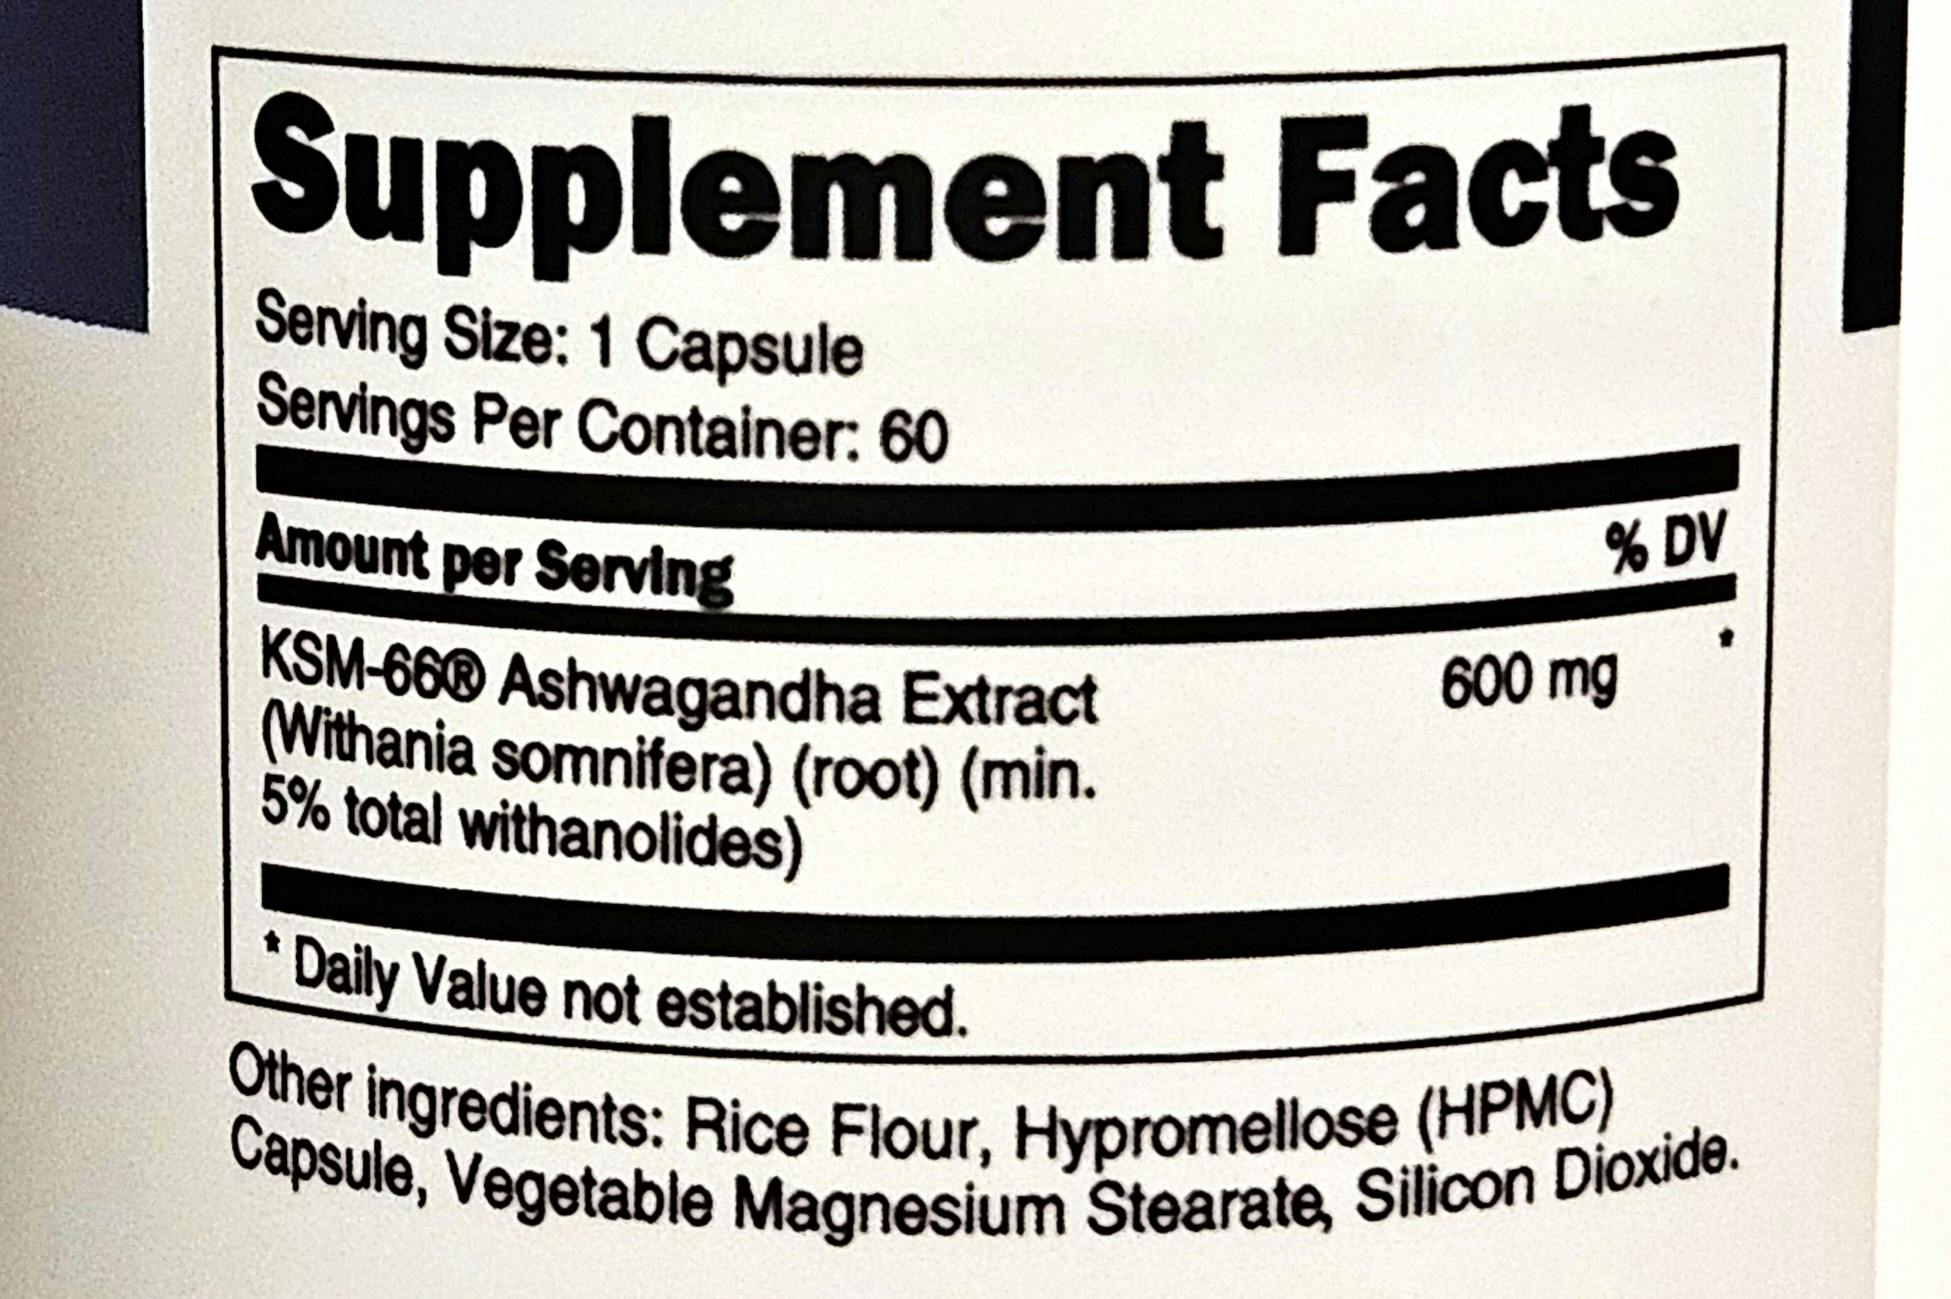 Supplement Facts
Serving Size: 1 Capsule
Servings Per Container: 60
Amount per Serving % DV
KSM-66® Ashwagandha Extract 600 mg *
(Withania somnifera) (root) (min.
5% total withanolides)
* Daily Value not established.
Other ingredients: Rice Flour, Hypromellose (HPMC)
Capsule, Vegetable Magnesium Stearate, Silicon Dioxide.